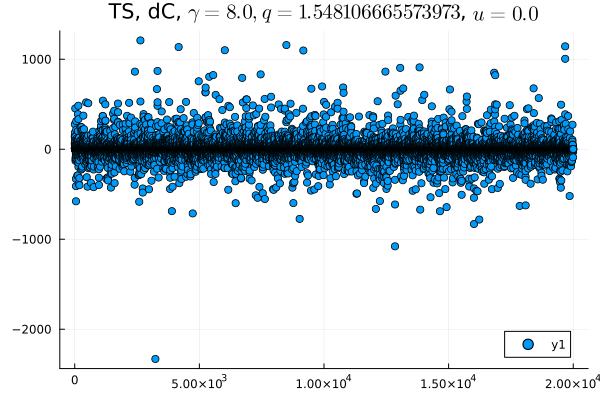 TS, dC, γ = 8.0, q = 1.548106665573973, u = 0.0
1000
0
−1000
−2000
y1
0 5.00×10³ 1.00×10⁴ 1.50×10⁴ 2.00×10⁴